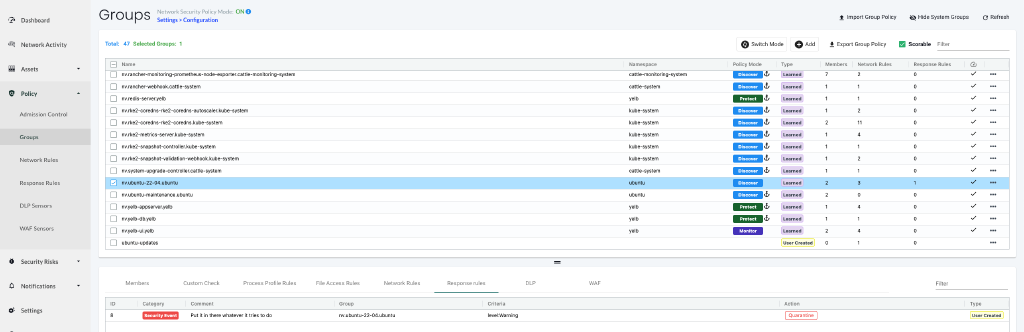 Dashboard
Network Activity
Assets
Policy
Admission Control
Groups
Network Rules
Response Rules
DLP Sensors
WAF Sensors
Security Risks
Notifications
Settings
Groups
Network Security Policy Mode: ON
Settings > Configuration
Import Group Policy Hide System Groups Refresh
Total: 47 Selected Groups: 1
Switch Mode Add Export Group Policy Scorable Filter
Name Namespace Policy Mode Type Members Network Rules Response Rules
nv.rancher-monitoring-prometheus-node-exporter.cattle-monitoring-system cattle-monitoring-system Discover Learned 7 2 0
nv.rancher-webhook.cattle-system cattle-system Discover Learned 1 1 0
nv.redis-server.yelb yelb Protect Learned 1 1 0
nv.rke2-coredns-rke2-coredns-autoscaler.kube-system kube-system Discover Learned 1 2 0
nv.rke2-coredns-rke2-coredns.kube-system kube-system Discover Learned 2 11 0
nv.rke2-metrics-server.kube-system kube-system Discover Learned 1 4 0
nv.rke2-snapshot-controller.kube-system kube-system Discover Learned 1 1 0
nv.rke2-snapshot-validation-webhook.kube-system kube-system Discover Learned 1 2 0
nv.system-upgrade-controller.cattle-system cattle-system Discover Learned 1 1 0
nv.ubuntu-22-04.ubuntu ubuntu Discover Learned 2 3 1
nv.ubuntu-maintenance.ubuntu ubuntu Discover Learned 2 0 0
nv.yelb-appserver.yelb yelb Protect Learned 1 4 0
nv.yelb-db.yelb yelb Protect Learned 1 1 0
nv.yelb-ui.yelb yelb Monitor Learned 2 4 0
ubuntu-updates User Created 0 1 0
Members Custom Check Process Profile Rules File Access Rules Network Rules Response rules DLP WAF Filter
ID Category Comment Group Criteria Action Type
8 Security Event Put it in there whatever it tries to do nv.ubuntu-22-04.ubuntu level:Warning Quarantine User Created